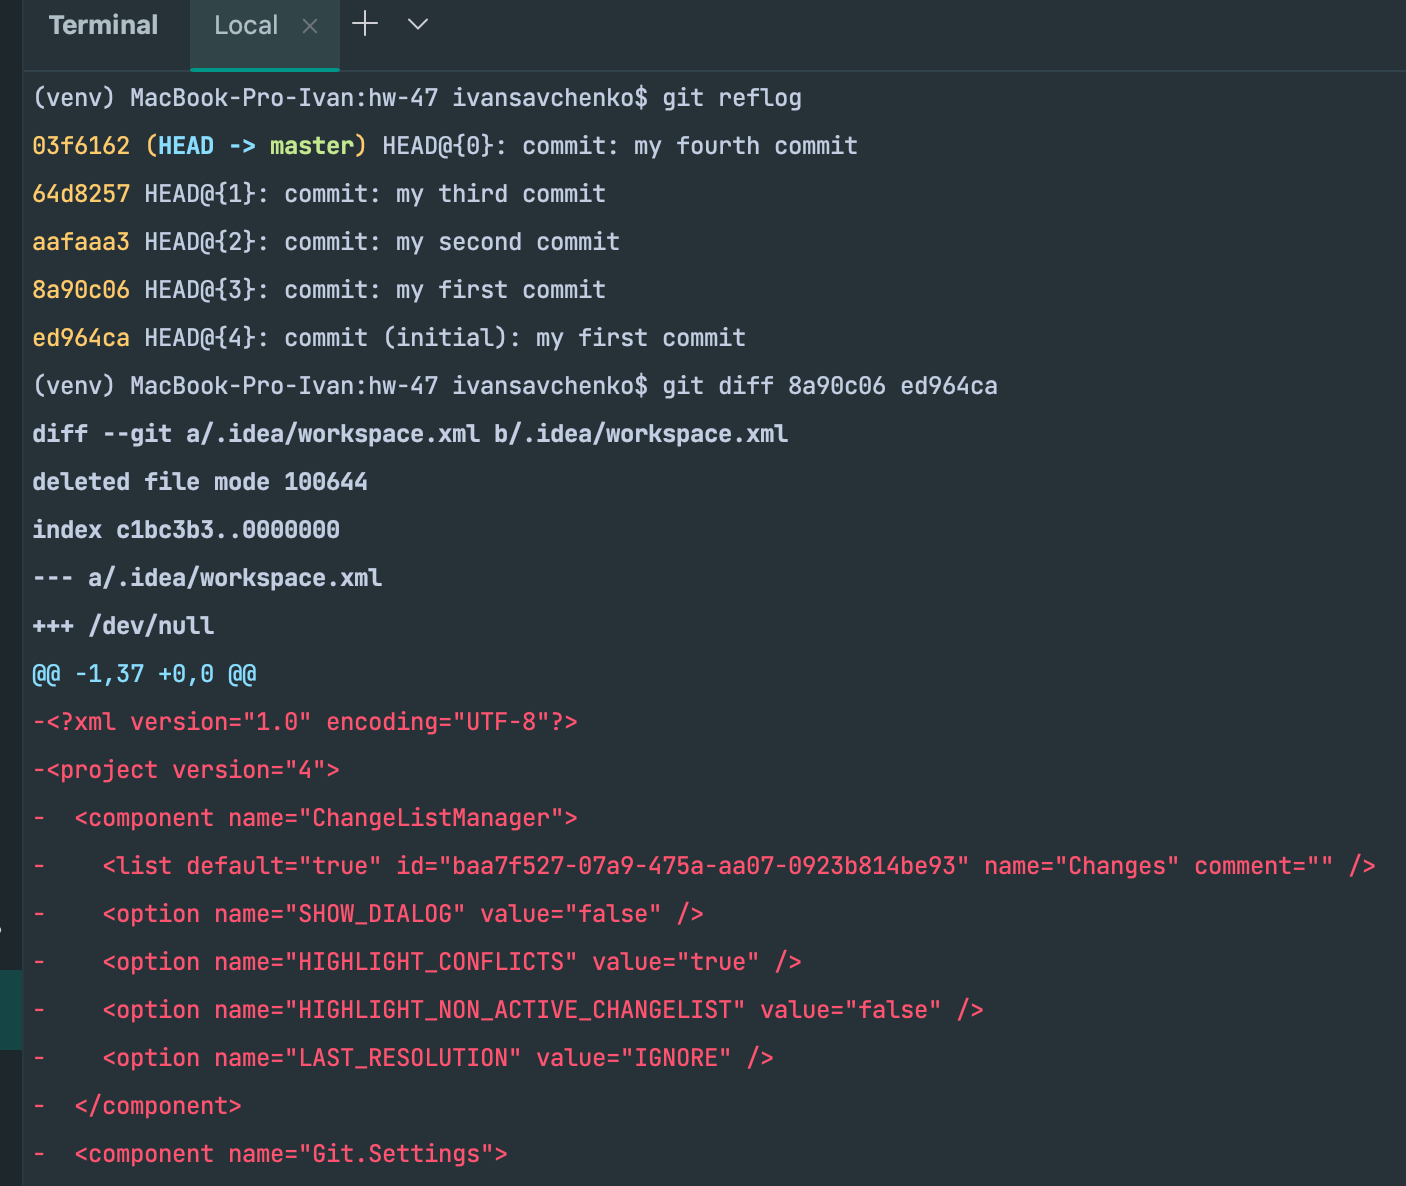 Terminal Local
(venv) MacBook-Pro-Ivan:hw-47 ivansavchenko$ git reflog
03f6162 (HEAD -> master) HEAD@{0}: commit: my fourth commit
64d8257 HEAD@{1}: commit: my third commit
aafaaa3 HEAD@{2}: commit: my second commit
8a90c06 HEAD@{3}: commit: my first commit
ed964ca HEAD@{4}: commit (initial): my first commit
(venv) MacBook-Pro-Ivan:hw-47 ivansavchenko$ git diff 8a90c06 ed964ca
diff --git a/.idea/workspace.xml b/.idea/workspace.xml
deleted file mode 100644
index c1bc3b3..0000000
--- a/.idea/workspace.xml
+++ /dev/null
@@ -1,37 +0,0 @@
-<?xml version="1.0" encoding="UTF-8"?>
-<project version="4">
-  <component name="ChangeListManager">
-    <list default="true" id="baa7f527-07a9-475a-aa07-0923b814be93" name="Changes" comment="" />
-    <option name="SHOW_DIALOG" value="false" />
-    <option name="HIGHLIGHT_CONFLICTS" value="true" />
-    <option name="HIGHLIGHT_NON_ACTIVE_CHANGELIST" value="false" />
-    <option name="LAST_RESOLUTION" value="IGNORE" />
-  </component>
-  <component name="Git.Settings">